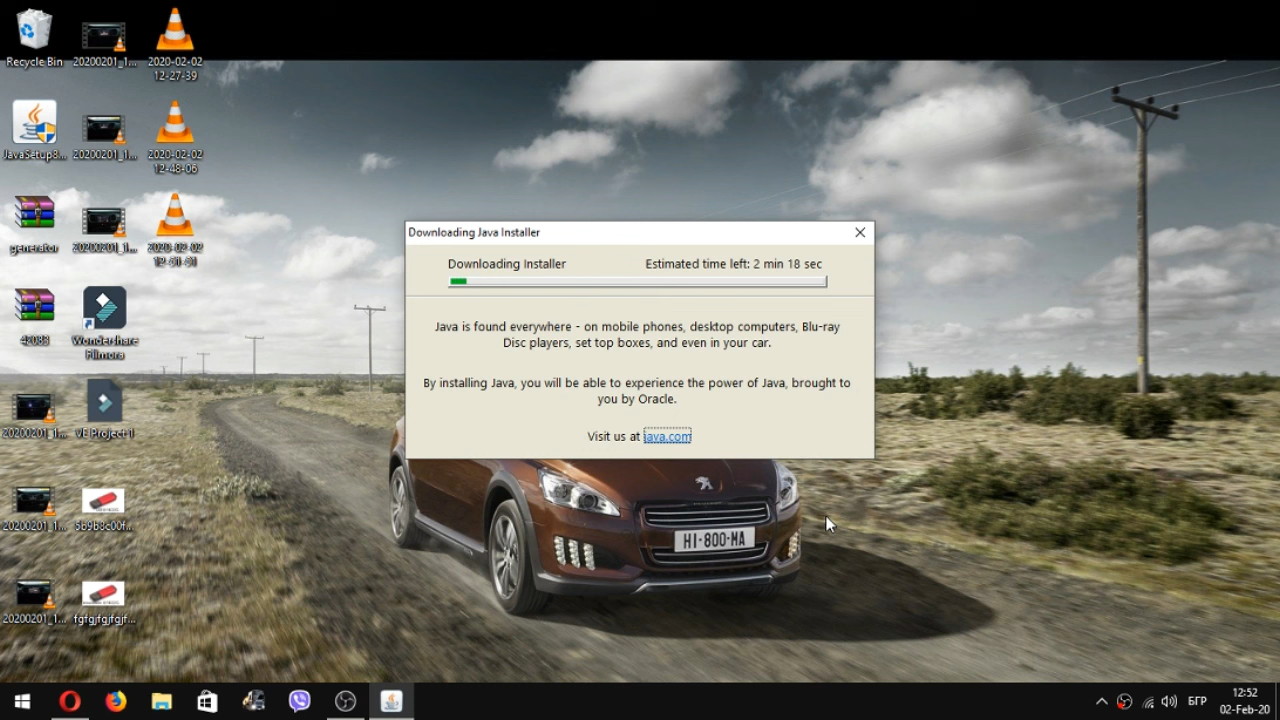 Recycle Bin
20200201_1...
2020-02-02
12-27-39
JavaSetup8...
20200201_1...
2020-02-02
12-48-06
generator
20200201_1...
2020-02-02
42083
Wondershare
Filmora
20200201_1...
VE Project 1
20200201_1...
5b9b8c00f...
20200201_1...
fgfgjfgjfgjf...
Downloading Java Installer
Downloading Installer
Estimated time left: 2 min 18 sec
Java is found everywhere - on mobile phones, desktop computers, Blu-ray
Disc players, set top boxes, and even in your car.
By installing Java, you will be able to experience the power of Java, brought to
you by Oracle.
Visit us at java.com
HI-800-MA
БГР
12:52
02-Feb-20